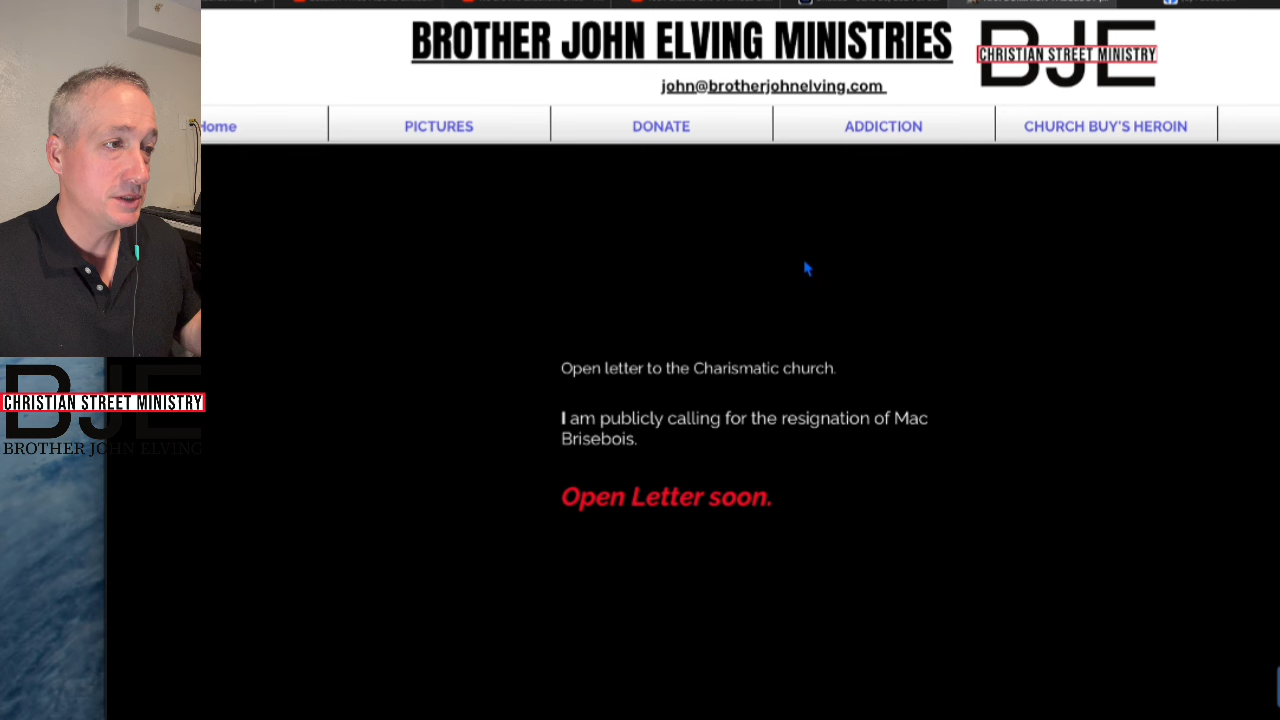 BROTHER JOHN ELVING MINISTRIES
BJE
CHRISTIAN STREET MINISTRY
john@brotherjohnelving.com
Home
PICTURES
DONATE
ADDICTION
CHURCH BUY'S HEROIN
Open letter to the Charismatic church.
I am publicly calling for the resignation of Mac
Brisebois.
Open Letter soon.
BJE
CHRISTIAN STREET MINISTRY
BROTHER JOHN ELVING